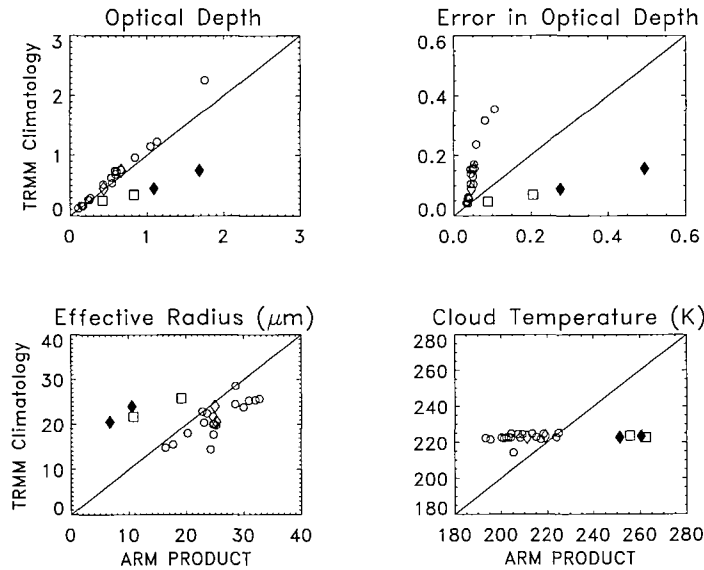 Optical Depth
3
2
1
0
TRMM Climatology
0 1 2 3
Error in Optical Depth
0.6
0.4
0.2
0.0
0.0 0.2 0.4 0.6
Effective Radius (μm)
40
30
20
10
0
TRMM Climatology
0 10 20 30 40
ARM PRODUCT
Cloud Temperature (K)
280
260
240
220
200
180
180 200 220 240 260 280
ARM PRODUCT